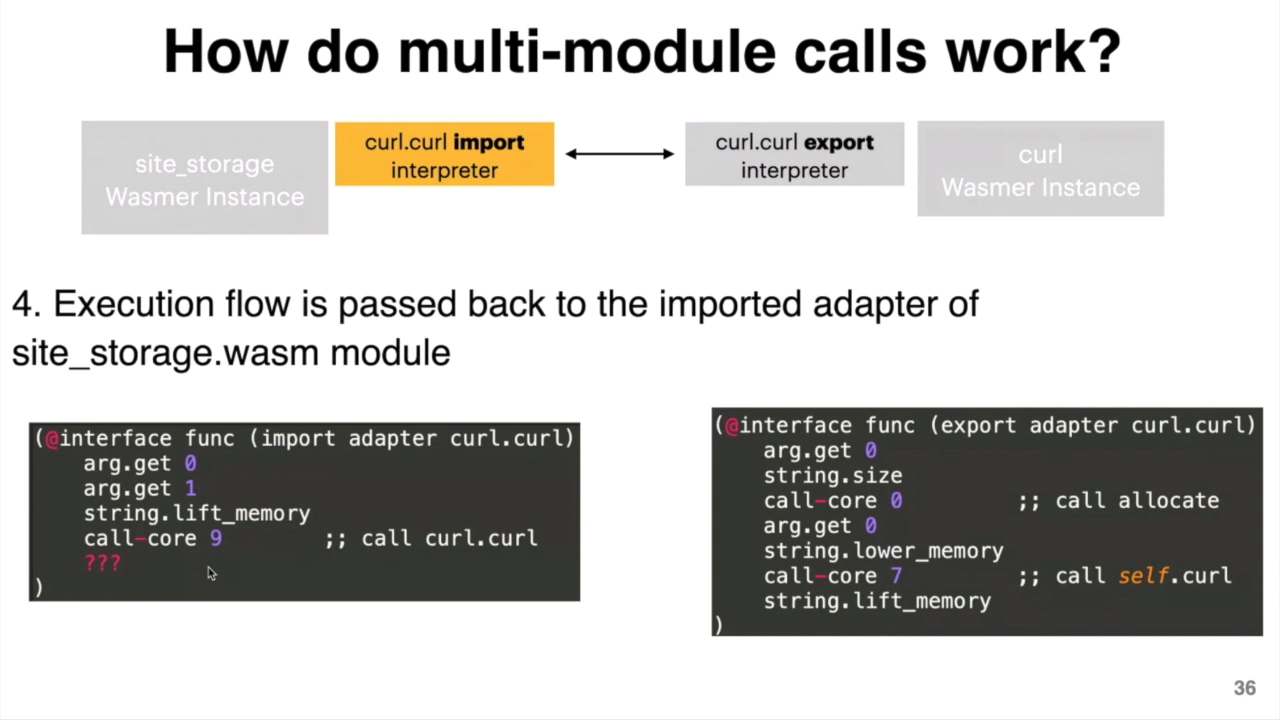 How do multi-module calls work?
site_storage
Wasmer Instance
curl.curl import
interpreter
curl.curl export
interpreter
curl
Wasmer Instance
4. Execution flow is passed back to the imported adapter of
site_storage.wasm module
(@interface func (import adapter curl.curl)
    arg.get 0
    arg.get 1
    string.lift_memory
    call-core 9        ;; call curl.curl
    ???
)
(@interface func (export adapter curl.curl)
    arg.get 0
    string.size
    call-core 0         ;; call allocate
    arg.get 0
    string.lower_memory
    call-core 7         ;; call self.curl
    string.lift_memory
)
36